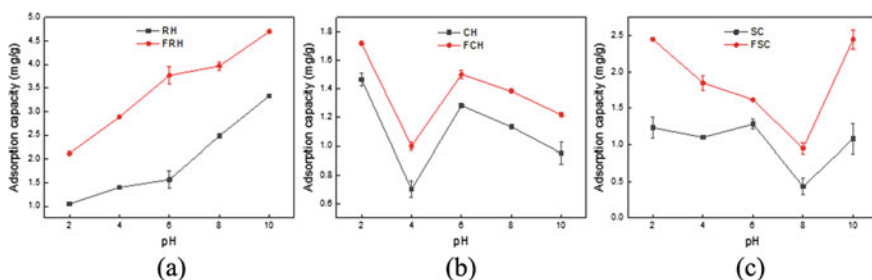 Adsorption capacity (mg/g)
5.0
4.5
4.0
3.5
3.0
2.5
2.0
1.5
1.0
RH
FRH
2 4 6 8 10
pH
(a)
Adsorption capacity (mg/g)
1.8
1.6
1.4
1.2
1.0
0.8
0.6
CH
FCH
2 4 6 8 10
pH
(b)
Adsorption capacity (mg/g)
2.5
2.0
1.5
1.0
0.5
0.0
SC
FSC
2 4 6 8 10
pH
(c)